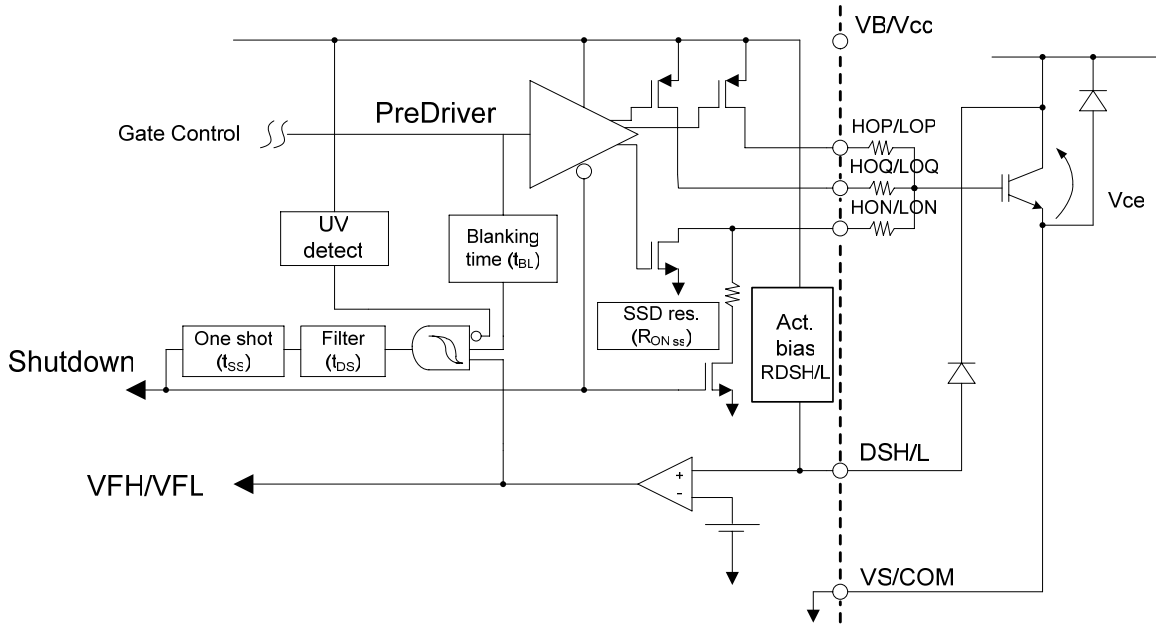 VB/Vcc
PreDriver
Gate Control
HOP/LOP
HOQ/LOQ
HON/LON
Vce
UV
detect
Blanking
time (tBL)
SSD res.
(RON ss)
Act.
bias
RDSH/L
One shot
(tSS)
Filter
(tDS)
Shutdown
DSH/L
VFH/VFL
+
-
VS/COM